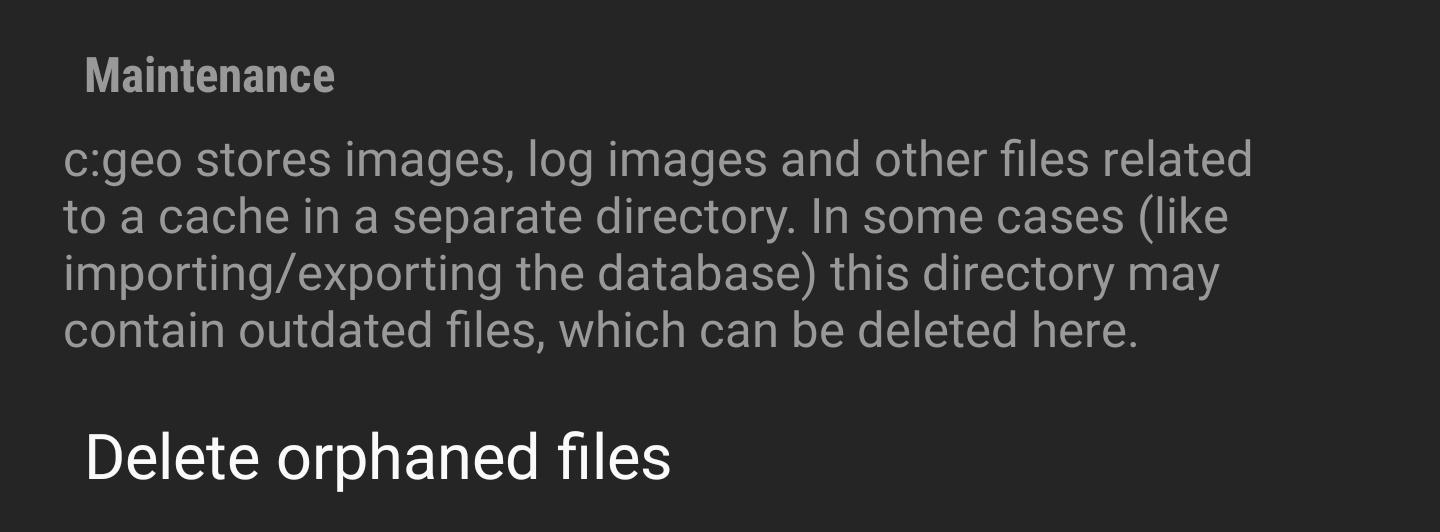 Maintenance
c:geo stores images, log images and other files related
to a cache in a separate directory. In some cases (like
importing/exporting the database) this directory may
contain outdated files, which can be deleted here.
Delete orphaned files